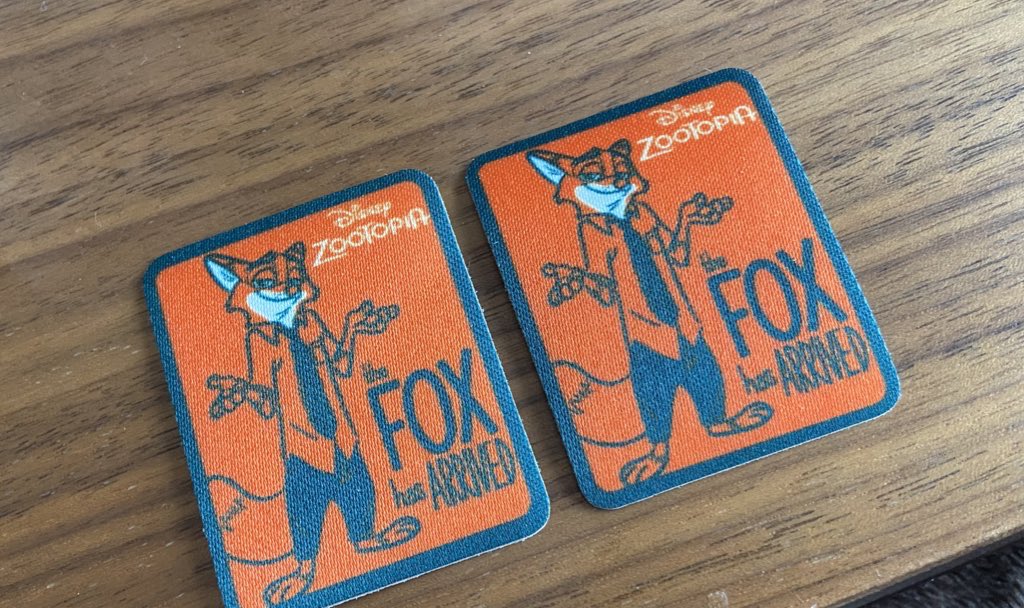 Disney
ZOOTOPIA
the
FOX
has ARRIVED
Disney
ZOOTOPIA
the
FOX
has ARRIVED